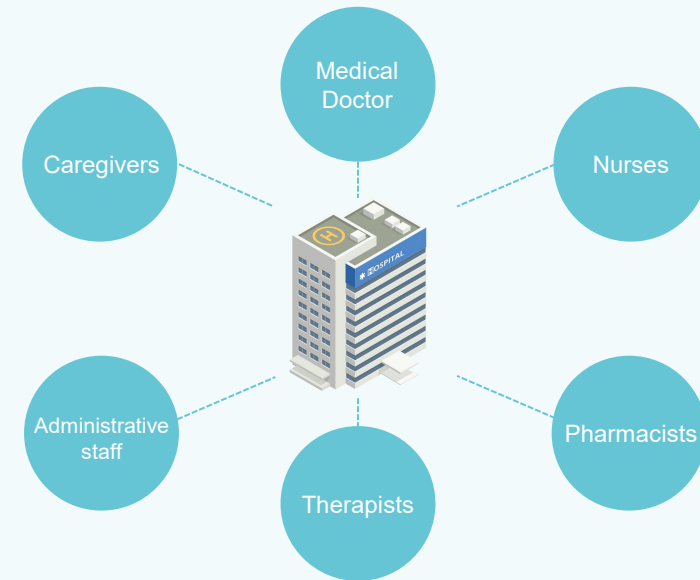 Medical
Doctor
Caregivers
Nurses
HOSPITAL
Administrative
staff
Pharmacists
Therapists